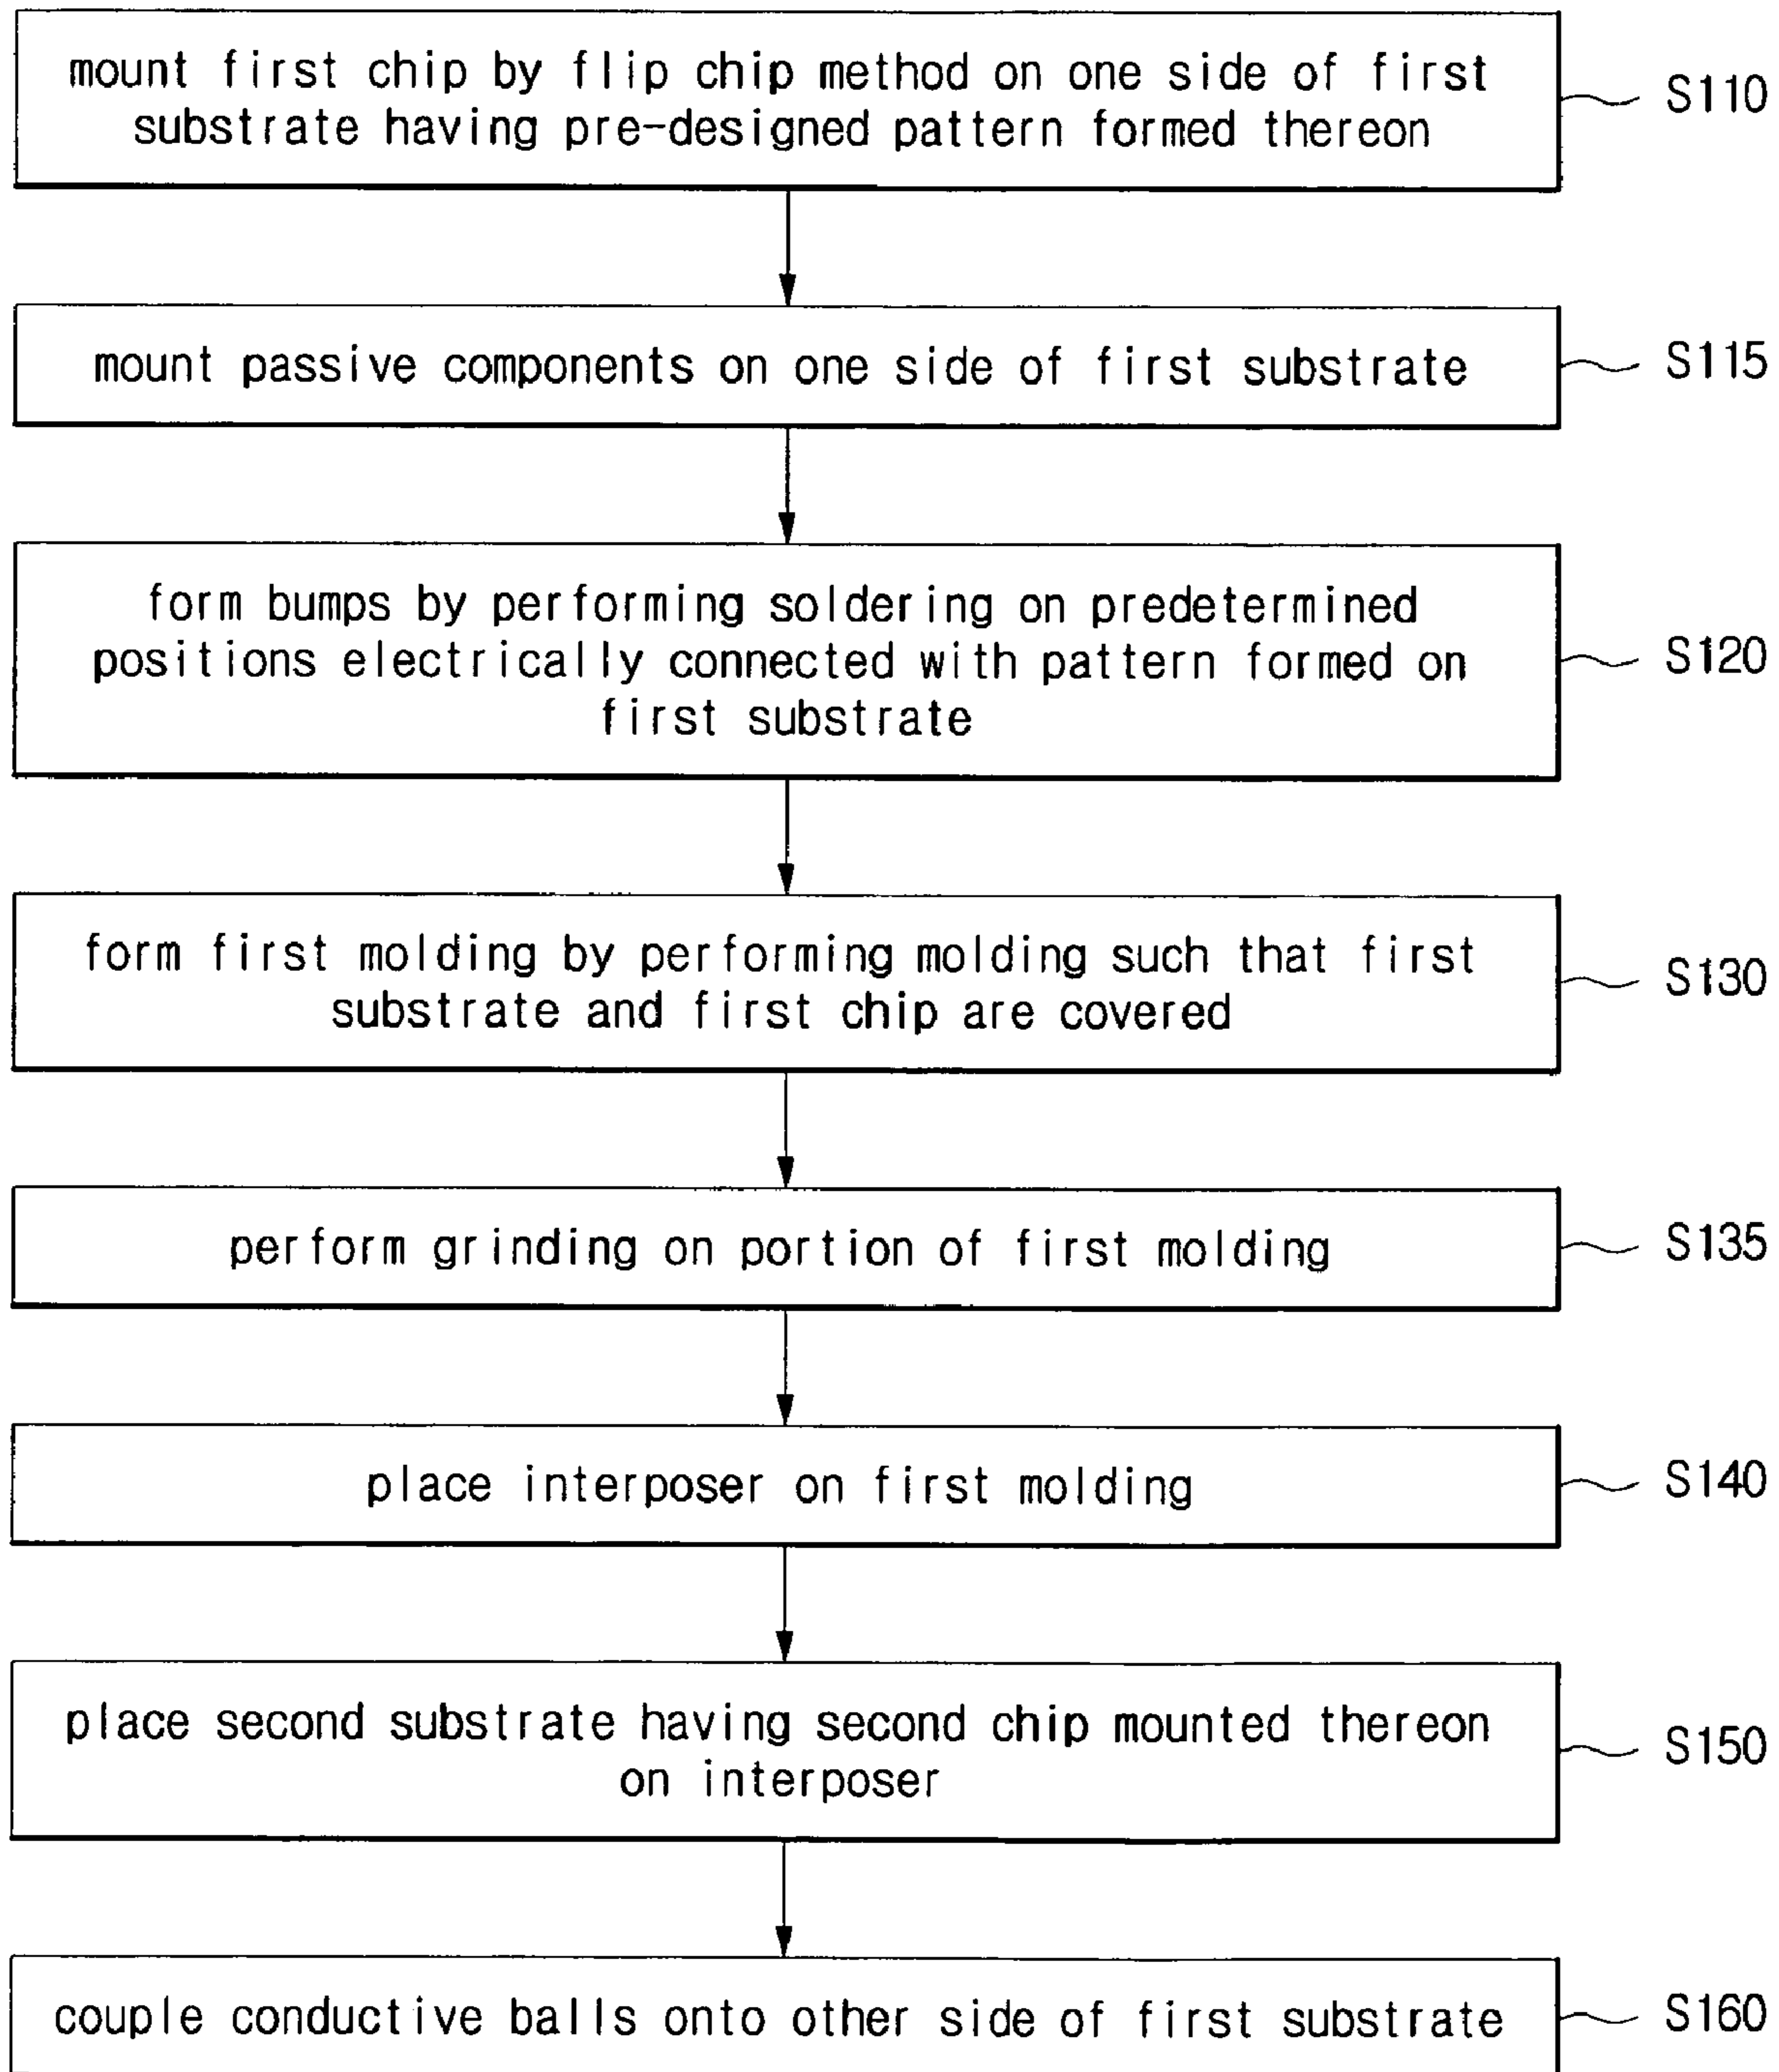 mount first chip by flip chip method on one side of first
substrate having pre-designed pattern formed thereon
S110
mount passive components on one side of first substrate
S115
form bumps by performing soldering on predetermined
positions electrically connected with pattern formed on
first substrate
S120
form first molding by performing molding such that first
substrate and first chip are covered
S130
perform grinding on portion of first molding
S135
place interposer on first molding
S140
place second substrate having second chip mounted thereon
on interposer
S150
couple conductive balls onto other side of first substrate
S160